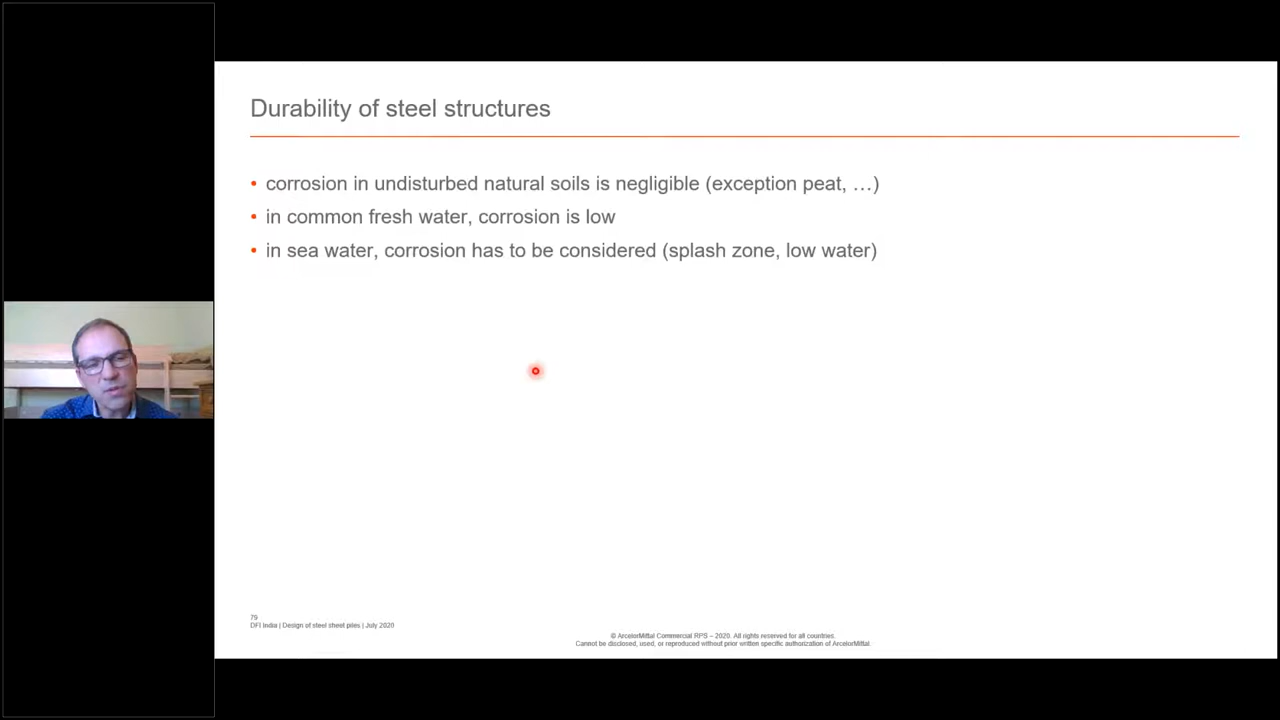 Durability of steel structures
• corrosion in undisturbed natural soils is negligible (exception peat, …)
• in common fresh water, corrosion is low
• in sea water, corrosion has to be considered (splash zone, low water)
79
DFI India | Design of steel sheet piles | July 2020
© ArcelorMittal Commercial RPS – 2020. All rights reserved for all countries.
Cannot be disclosed, used, or reproduced without prior written specific authorization of ArcelorMittal.